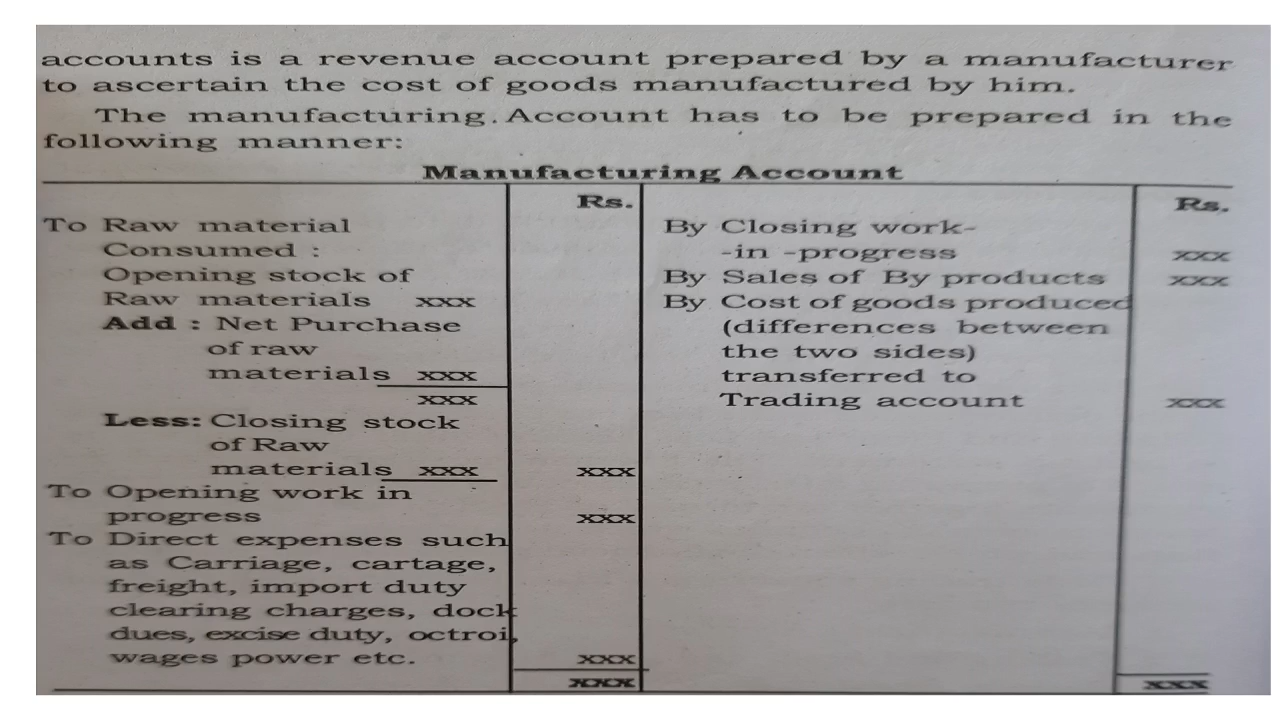 accounts is a revenue account prepared by a manufacturer
to ascertain the cost of goods manufactured by him.
The manufacturing. Account has to be prepared in the
following manner:
Manufacturing Account
Rs.
To Raw material
Consumed :
Opening stock of
Raw materials xxx
Add : Net Purchase
of raw
materials xxx
xxx
Less: Closing stock
of Raw
materials xxx xxx
To Opening work in
progress xxx
To Direct expenses such
as Carriage, cartage,
freight, import duty
clearing charges, dock
dues, excise duty, octroi,
wages power etc. xxx
xxx
Rs.
By Closing work-
-in -progress xxx
By Sales of By products xxx
By Cost of goods produced
(differences between
the two sides)
transferred to
Trading account xxx
xxx